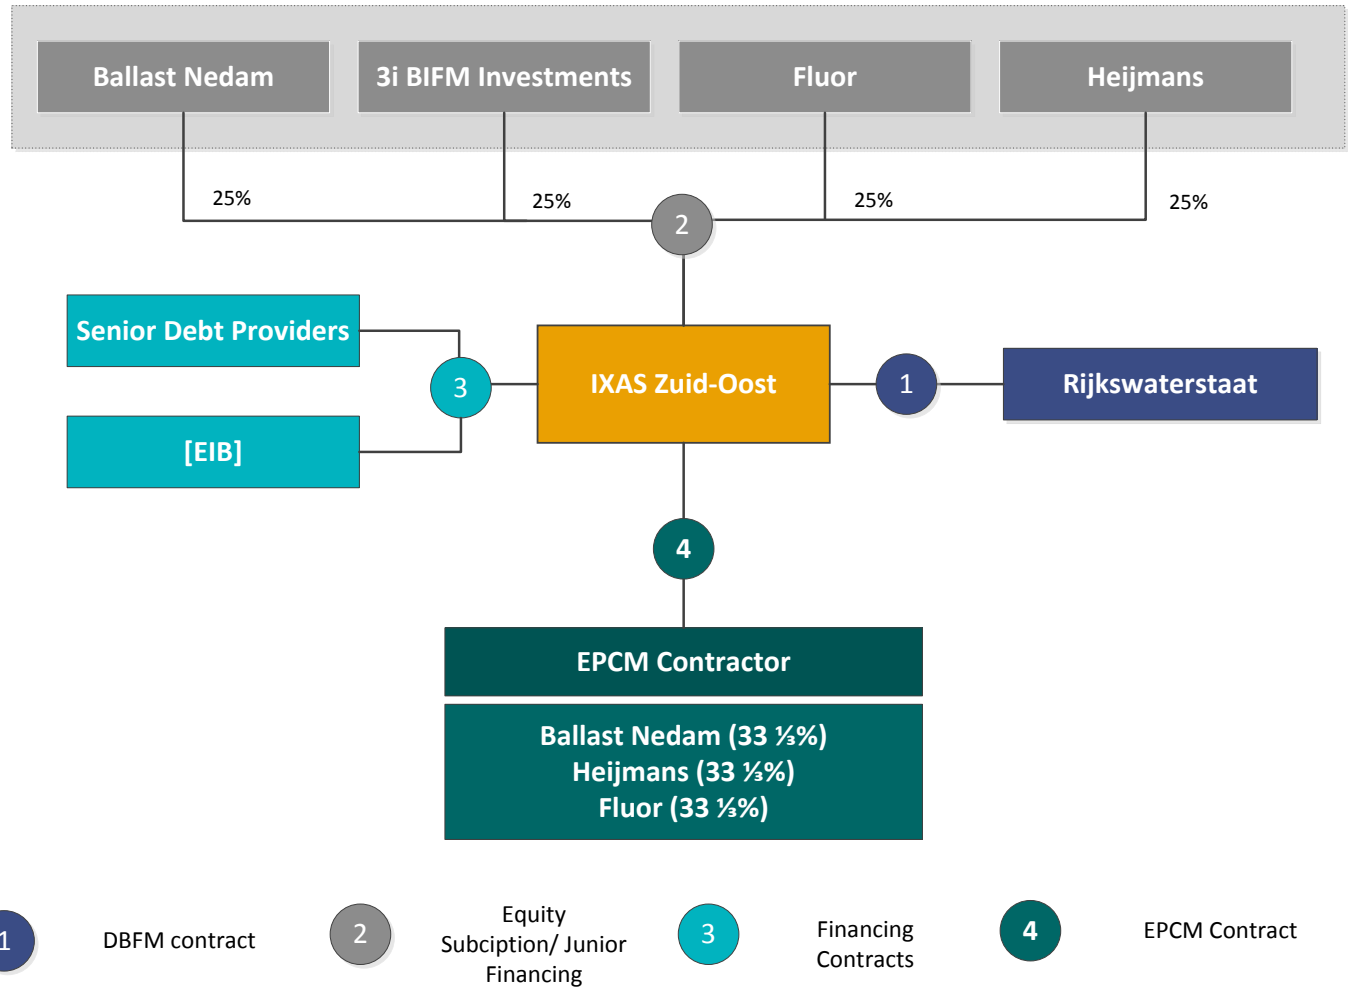 Ballast Nedam
3i BIFM Investments
Fluor
Heijmans
25%
25%
25%
25%
2
Senior Debt Providers
[EIB]
3
IXAS Zuid-Oost
1
Rijkswaterstaat
4
EPCM Contractor
Ballast Nedam (33 ⅓%)
Heijmans (33 ⅓%)
Fluor (33 ⅓%)
1
DBFM contract
2
Equity
Subciption/ Junior
Financing
3
Financing
Contracts
4
EPCM Contract